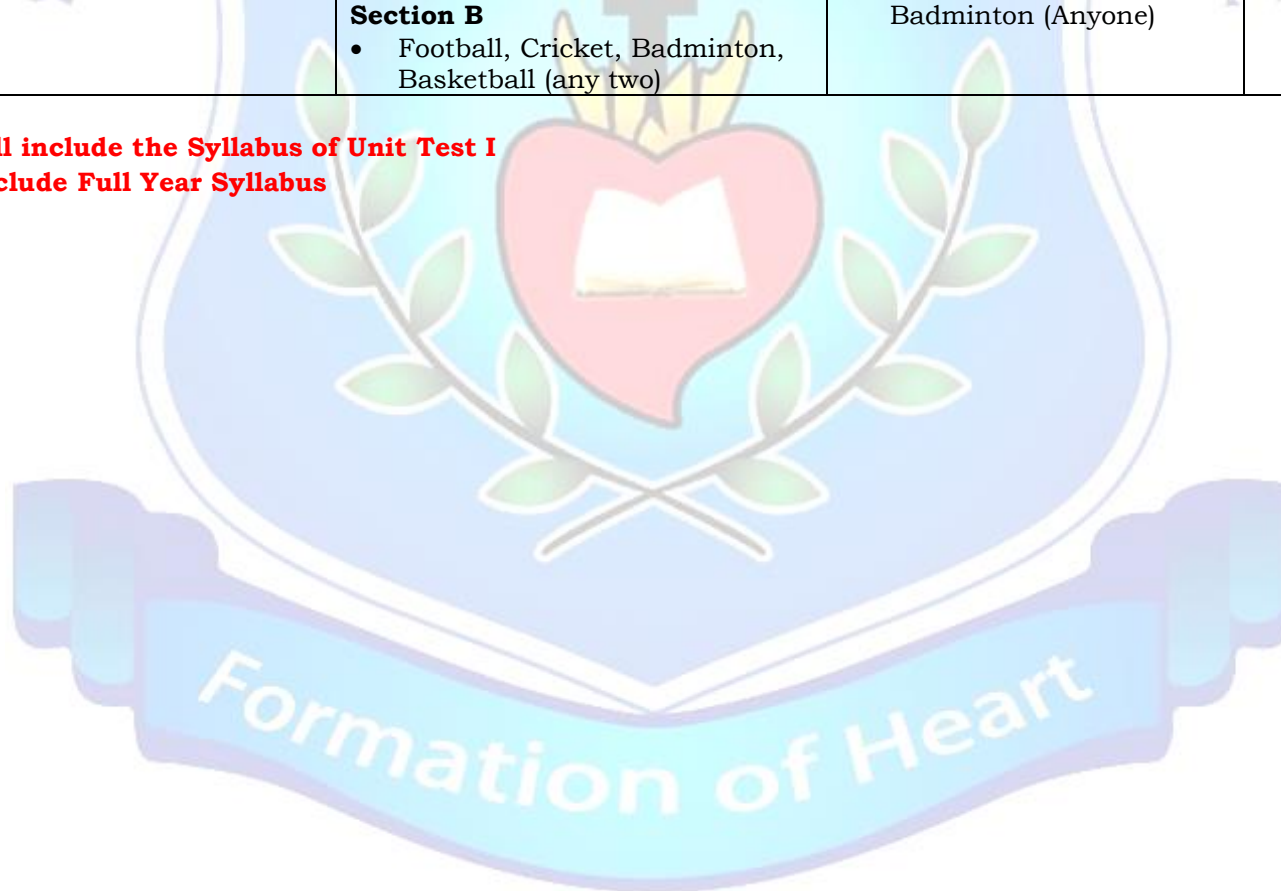 Section B
• Football, Cricket, Badminton,
Basketball (any two)
Badminton (Anyone)
ll include the Syllabus of Unit Test I
clude Full Year Syllabus
Formation of Heart